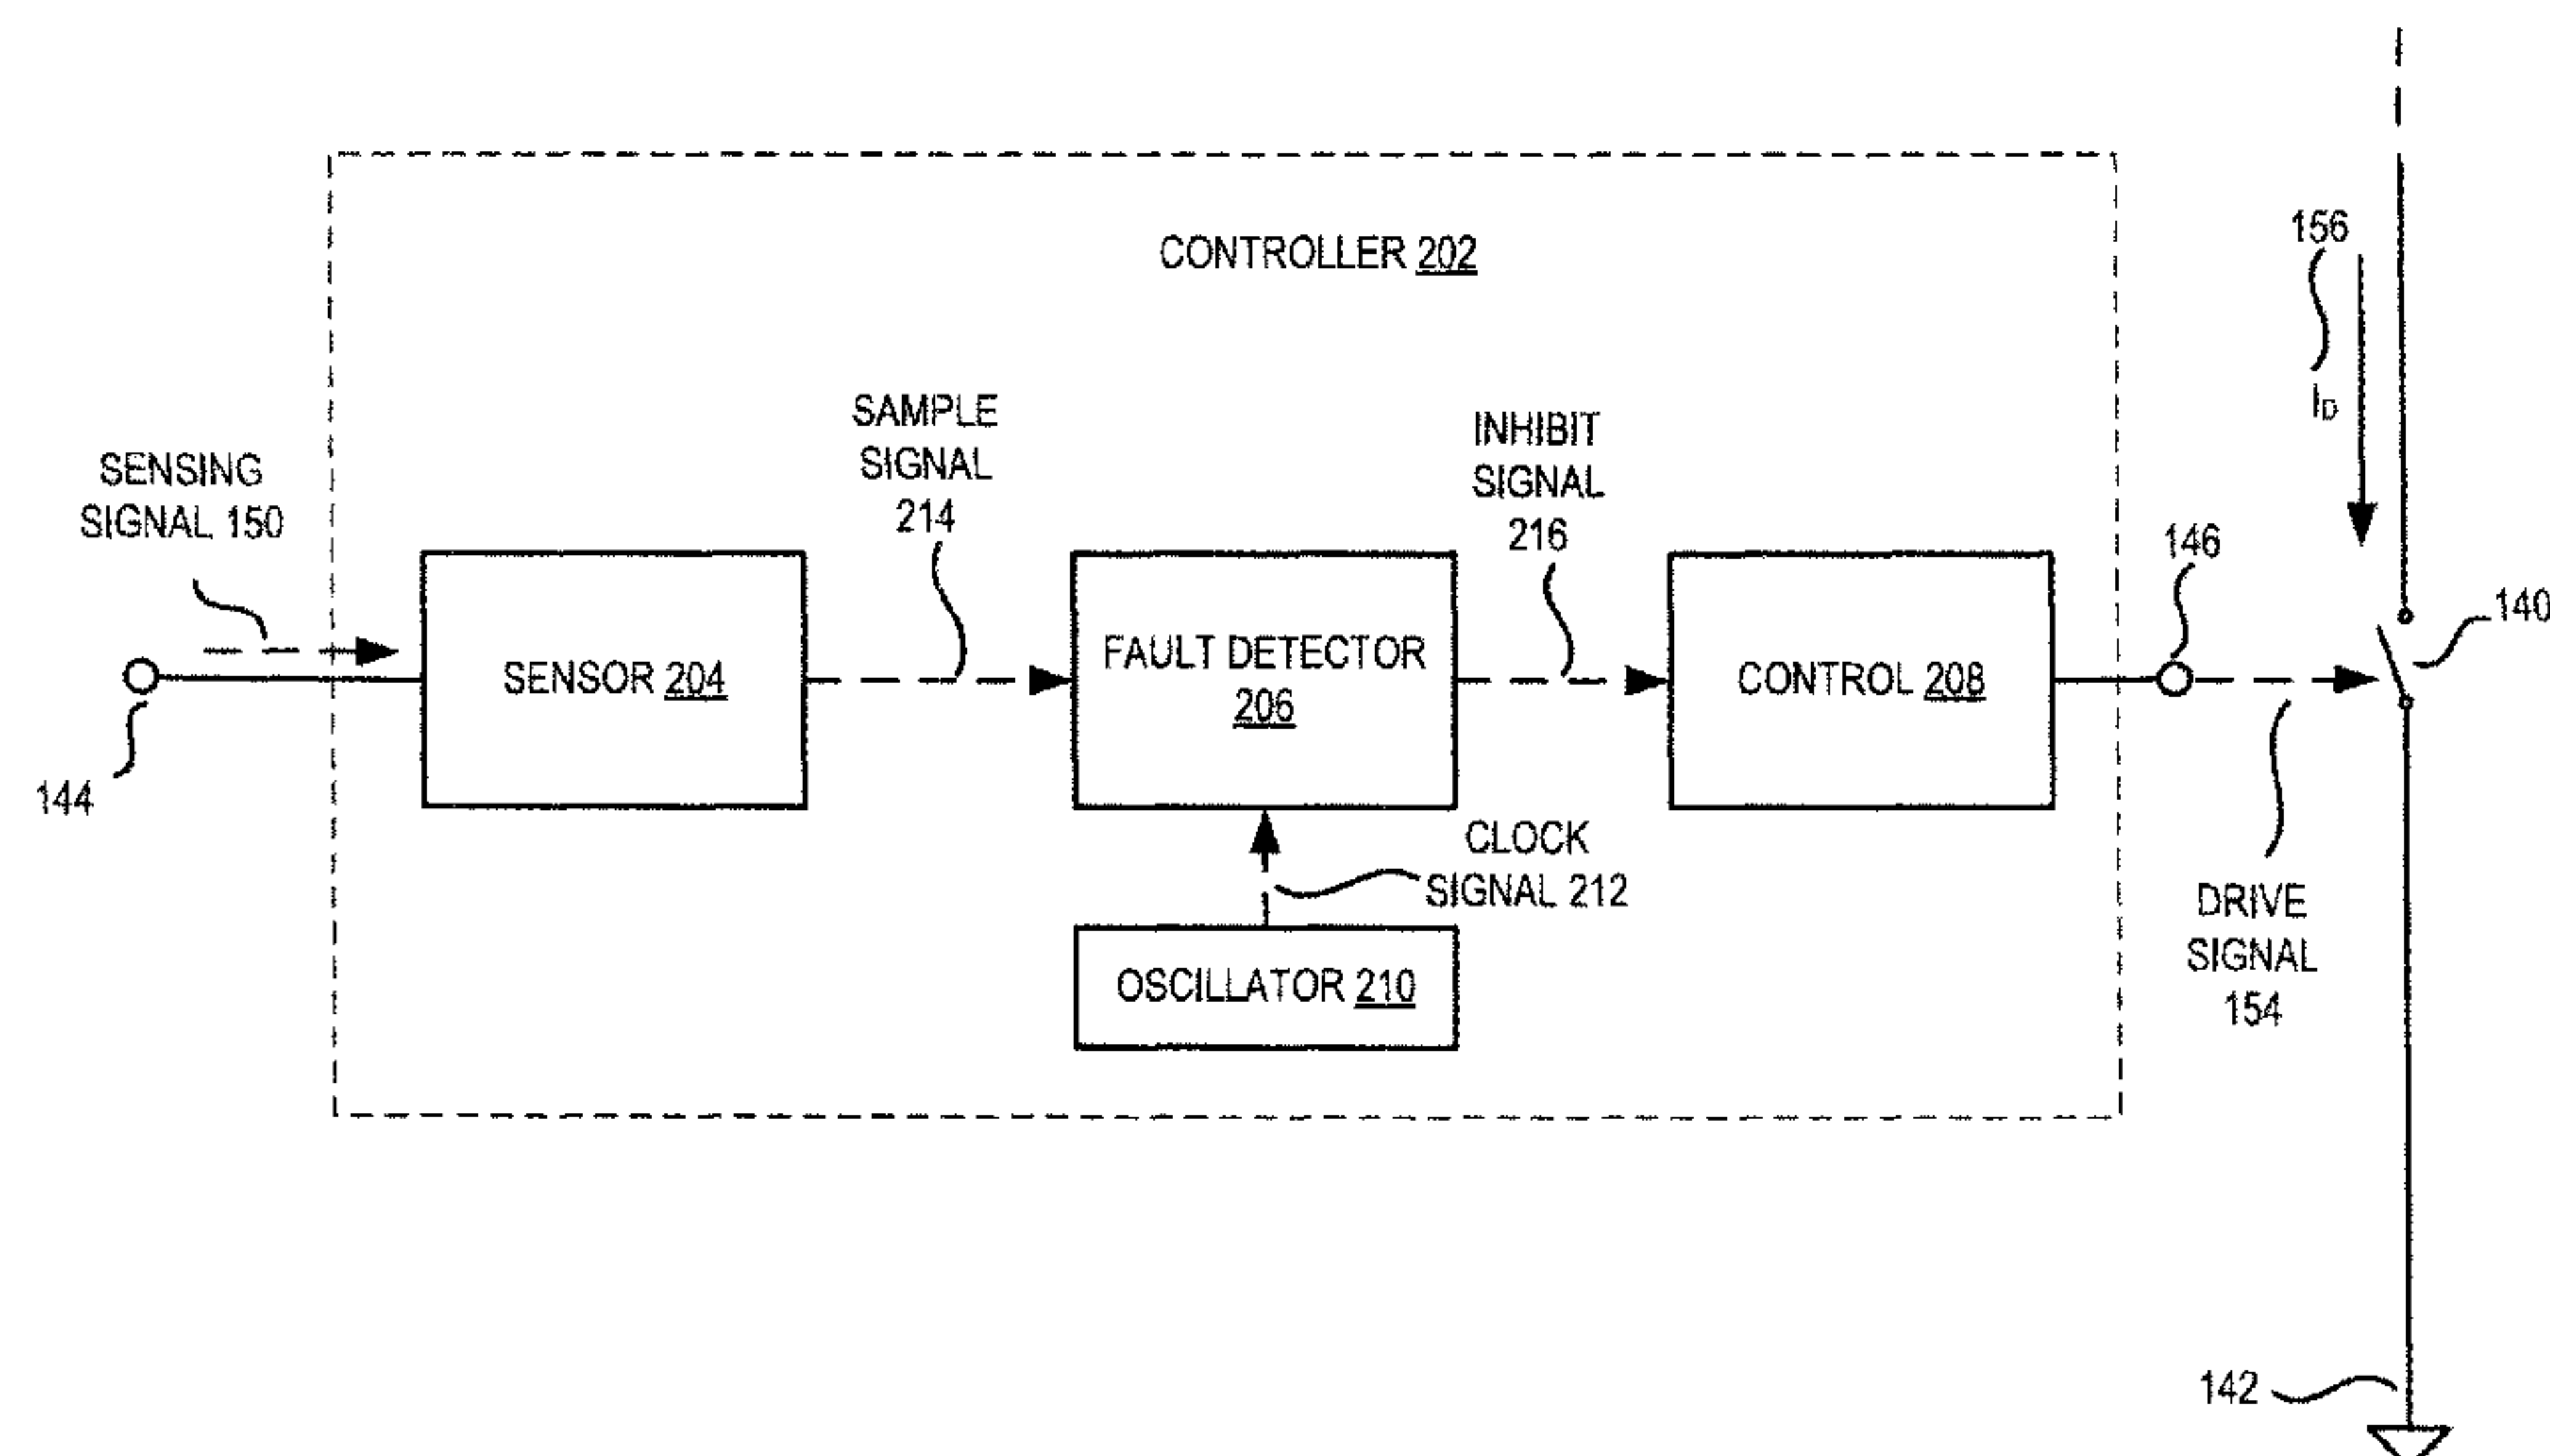 CONTROLLER 202
156
I_D
SAMPLE
SIGNAL
214
INHIBIT
SIGNAL
216
SENSING
SIGNAL 150
146
140
SENSOR 204
FAULT DETECTOR
206
CONTROL 208
144
CLOCK
SIGNAL 212
OSCILLATOR 210
DRIVE
SIGNAL
154
142